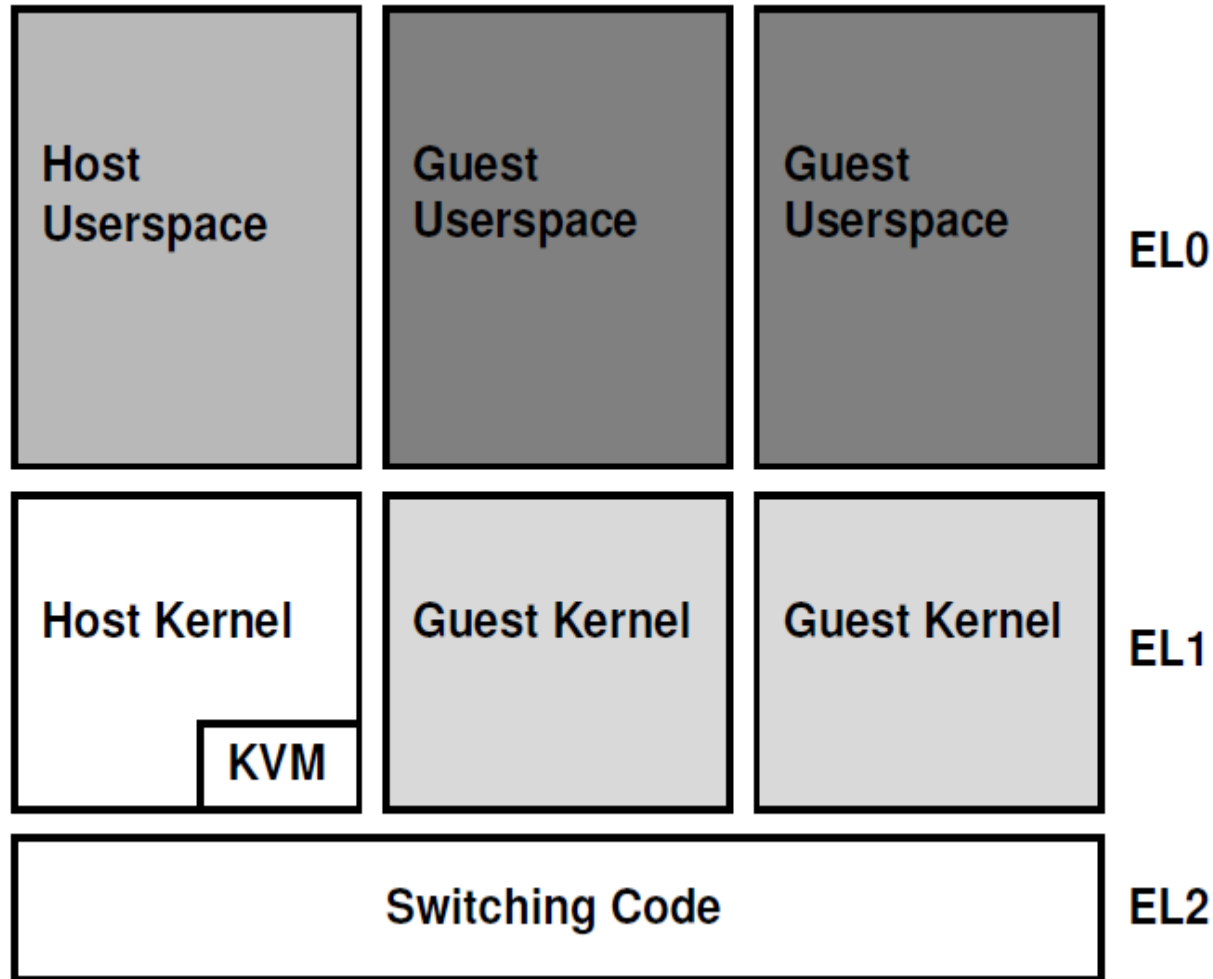 Host
Userspace
Guest
Userspace
Guest
Userspace
EL0
Host Kernel
KVM
Guest Kernel
Guest Kernel
EL1
Switching Code
EL2